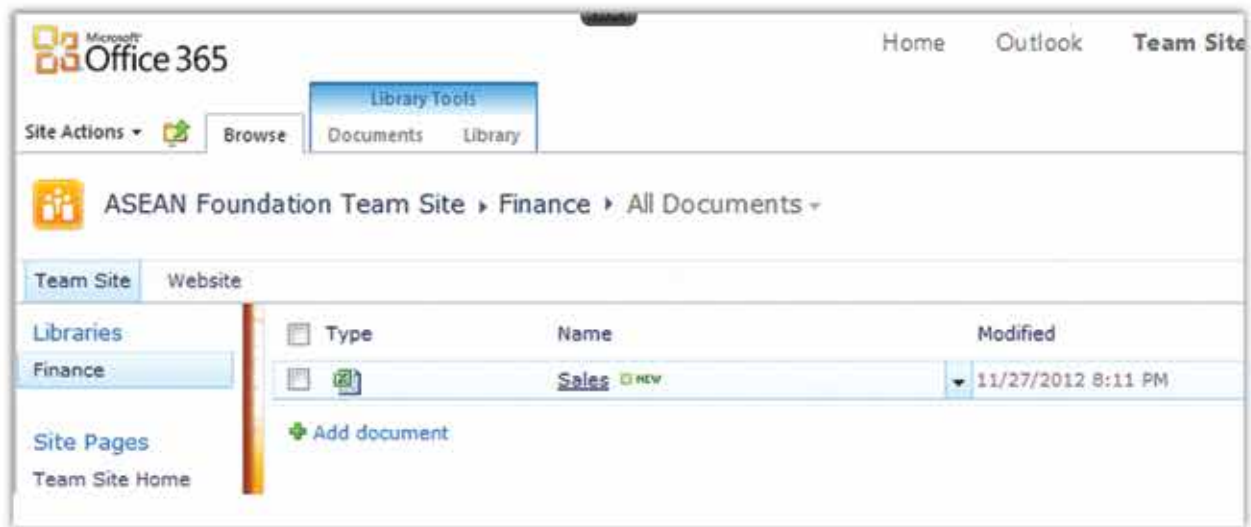 Microsoft
Office 365
Home Outlook Team Site
Library Tools
Site Actions Browse Documents Library
ASEAN Foundation Team Site Finance All Documents
Team Site Website
Libraries
Type Name Modified
Finance
Sales NEW 11/27/2012 8:11 PM
Add document
Site Pages
Team Site Home